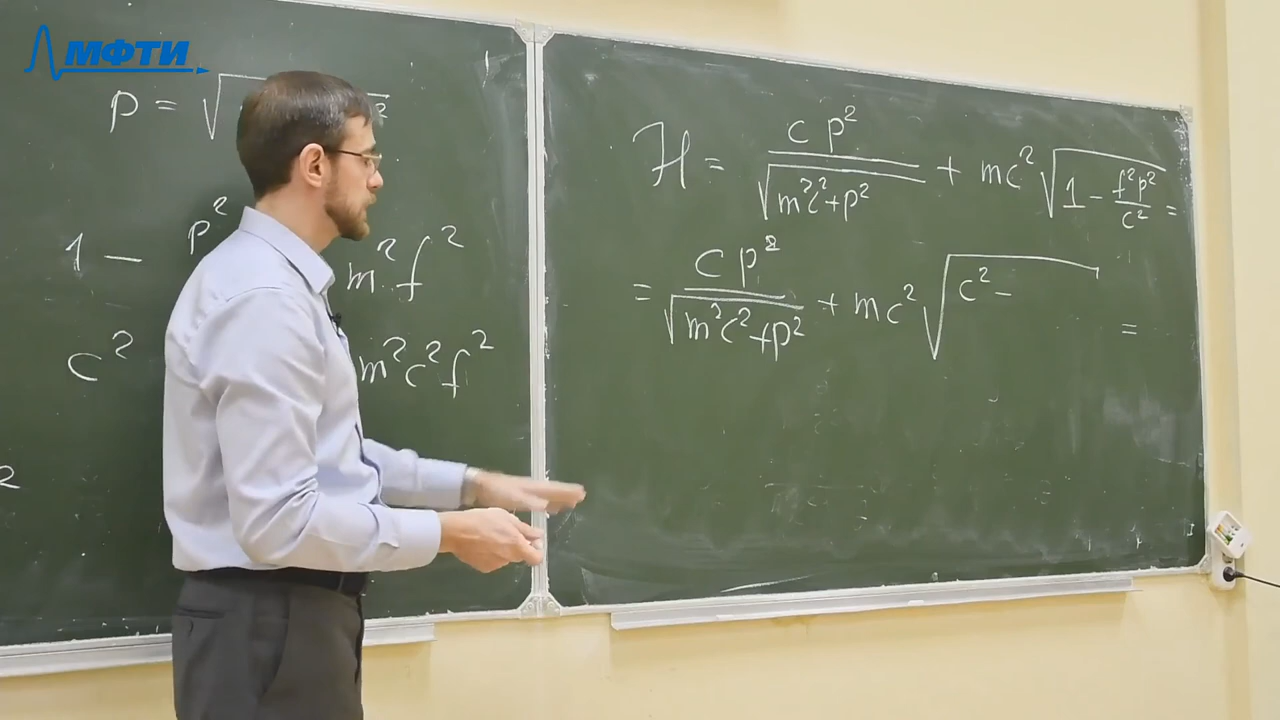 МФТИ
p = √
1 – p²
m² f²
c²
m²c²f²
2
H = cp² / √(m²c²+p²) + mc² √(1 – f²p²/c²) =
= cp² / √(m²c²+p²) + mc² √(c² – =